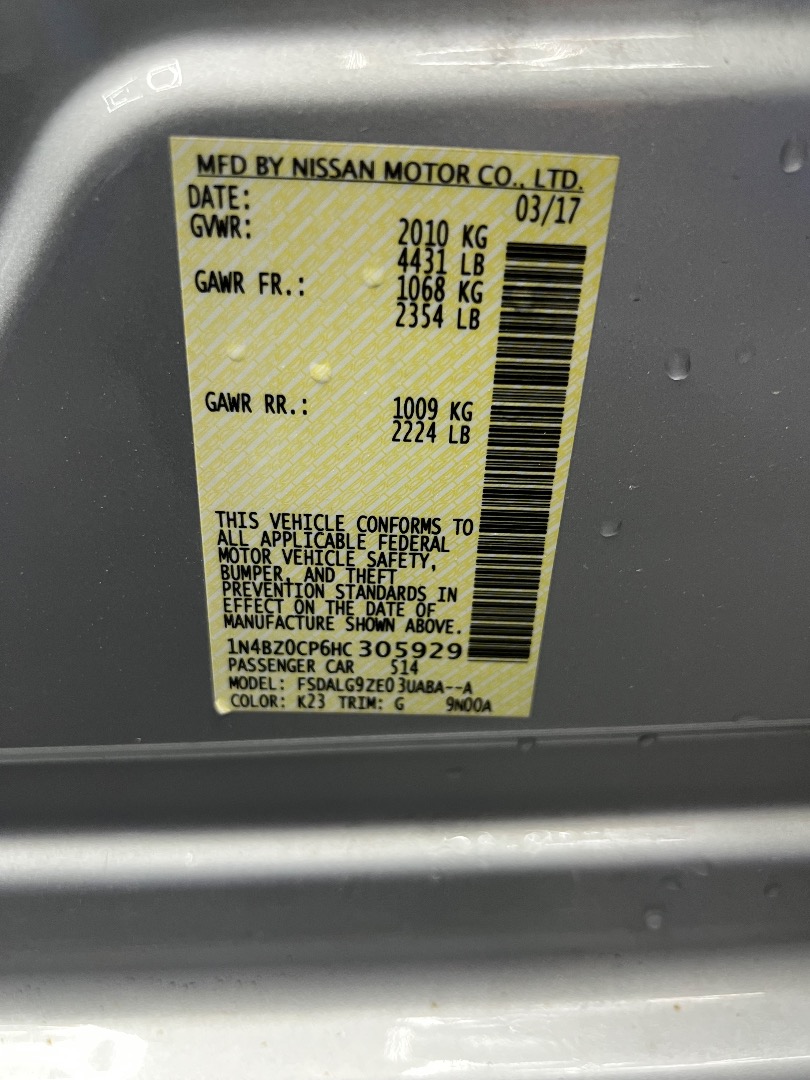 MFD BY NISSAN MOTOR CO., LTD.
DATE: 03/17
GVWR: 2010 KG
4431 LB
GAWR FR.: 1068 KG
2354 LB
GAWR RR.: 1009 KG
2224 LB
THIS VEHICLE CONFORMS TO
ALL APPLICABLE FEDERAL
MOTOR VEHICLE SAFETY,
BUMPER, AND THEFT
PREVENTION STANDARDS IN
EFFECT ON THE DATE OF
MANUFACTURE SHOWN ABOVE.
1N4BZ0CP6HC 305929
PASSENGER CAR 514
MODEL: FSDALG9ZE03UABA--A
COLOR: K23 TRIM: G 9N00A